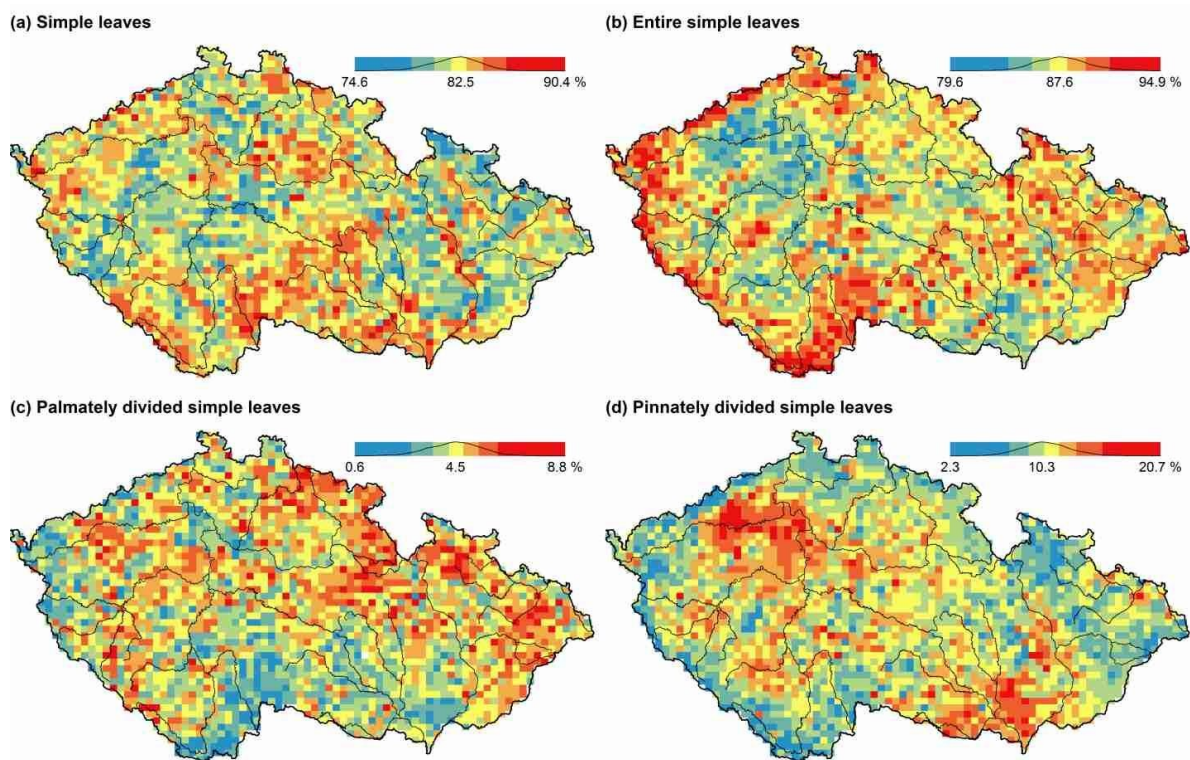 (a) Simple leaves
74.6 82.5 90.4 %
(b) Entire simple leaves
79.6 87.6 94.9 %
(c) Palmately divided simple leaves
0.6 4.5 8.8 %
(d) Pinnately divided simple leaves
2.3 10.3 20.7 %